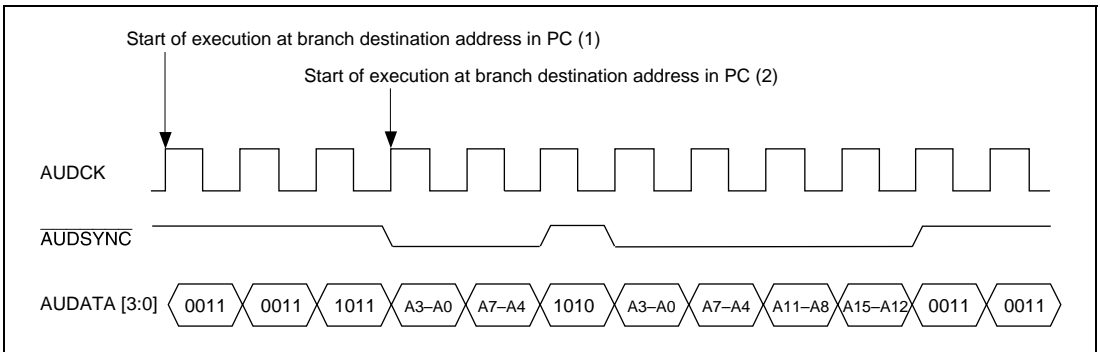 Start of execution at branch destination address in PC (1)
Start of execution at branch destination address in PC (2)
AUDCK
AUDSYNC
AUDATA [3:0] 0011 0011 1011 A3–A0 A7–A4 1010 A3–A0 A7–A4 A11–A8 A15–A12 0011 0011